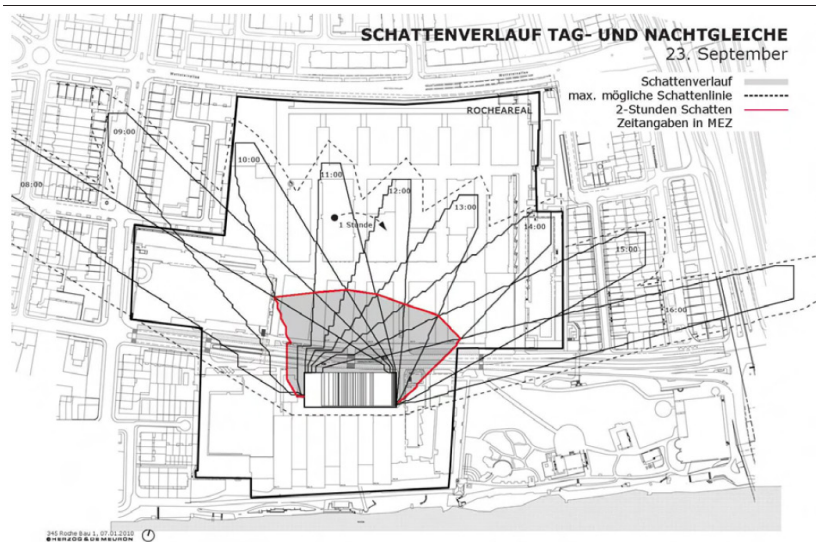 SCHATTENVERLAUF TAG- UND NACHTGLEICHE
23. September
Schattenverlauf
max. mögliche Schattenlinie
2-Stunden Schatten
Zeitangaben in MEZ
ROCHEAREAL
09:00
10:00
11:00
12:00
08:00
13:00
1 Stunde
14:00
15:00
16:00
345 Roche Bau 1, 07.01.2010
HERZOG & DE MEURON